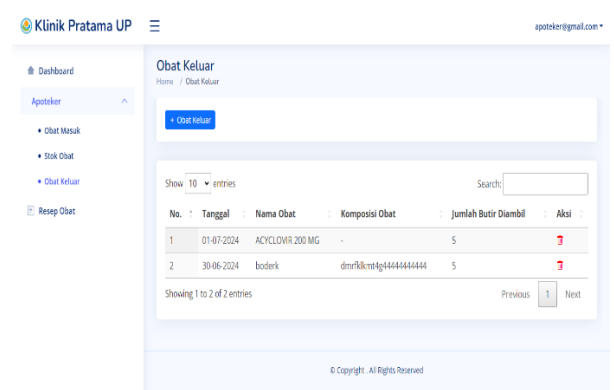 Klinik Pratama UP
apoteker@gmail.com
Dashboard
Apoteker
Obat Masuk
Stok Obat
Obat Keluar
Resep Obat
Obat Keluar
Home / Obat Keluar
+ Obat Keluar
Show 10 entries
Search:
No. Tanggal Nama Obat Komposisi Obat Jumlah Butir Diambil Aksi
1 01-07-2024 ACYCLOVIR 200 MG - 5
2 30-06-2024 boderk dmrfklkmt4g44444444444 5
Showing 1 to 2 of 2 entries
Previous 1 Next
© Copyright . All Rights Reserved